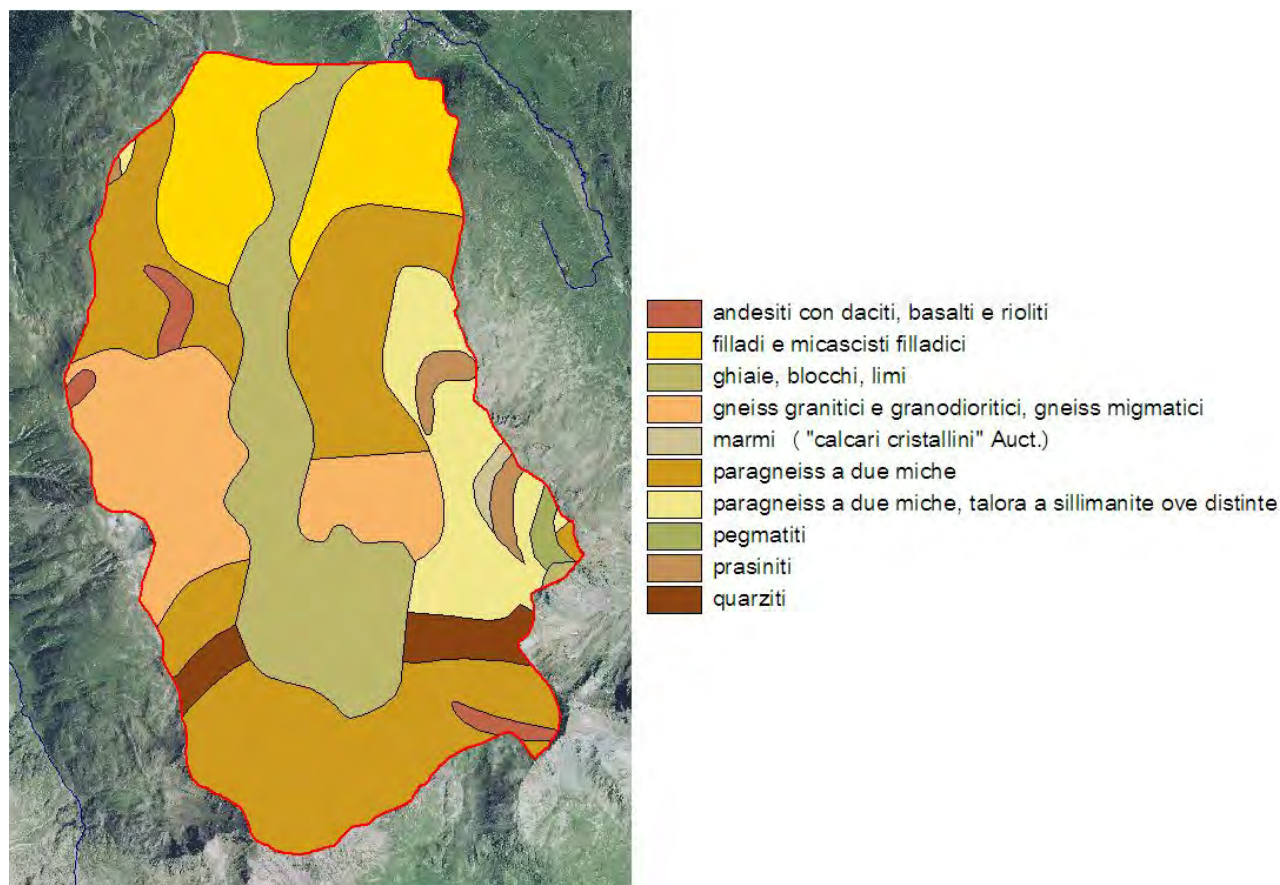 andesiti con daciti, basalti e rioliti
filladi e micascisti filladici
ghiaie, blocchi, limi
gneiss granitici e granodioritici, gneiss migmatici
marmi ( "calcari cristallini" Auct.)
paragneiss a due miche
paragneiss a due miche, talora a sillimanite ove distinte
pegmatiti
prasiniti
quarziti